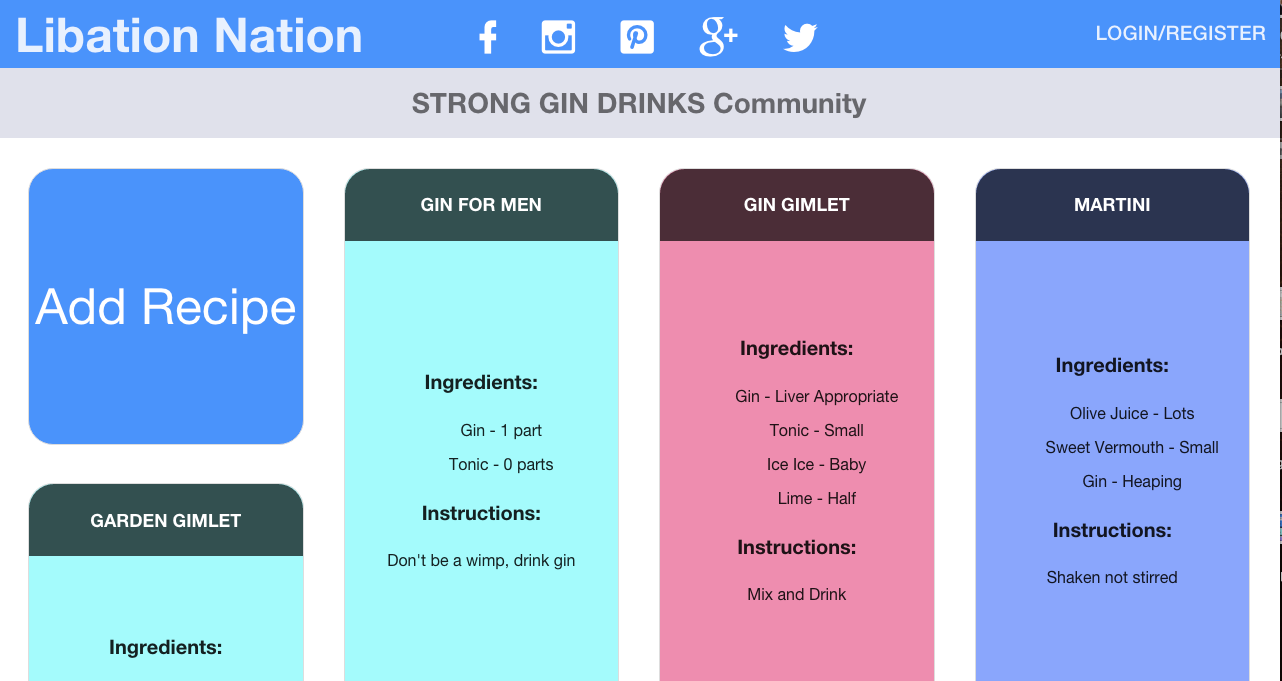 Libation Nation
LOGIN/REGISTER
STRONG GIN DRINKS Community
Add Recipe
GARDEN GIMLET
Ingredients:
GIN FOR MEN
Ingredients:
Gin - 1 part
Tonic - 0 parts
Instructions:
Don't be a wimp, drink gin
GIN GIMLET
Ingredients:
Gin - Liver Appropriate
Tonic - Small
Ice Ice - Baby
Lime - Half
Instructions:
Mix and Drink
MARTINI
Ingredients:
Olive Juice - Lots
Sweet Vermouth - Small
Gin - Heaping
Instructions:
Shaken not stirred